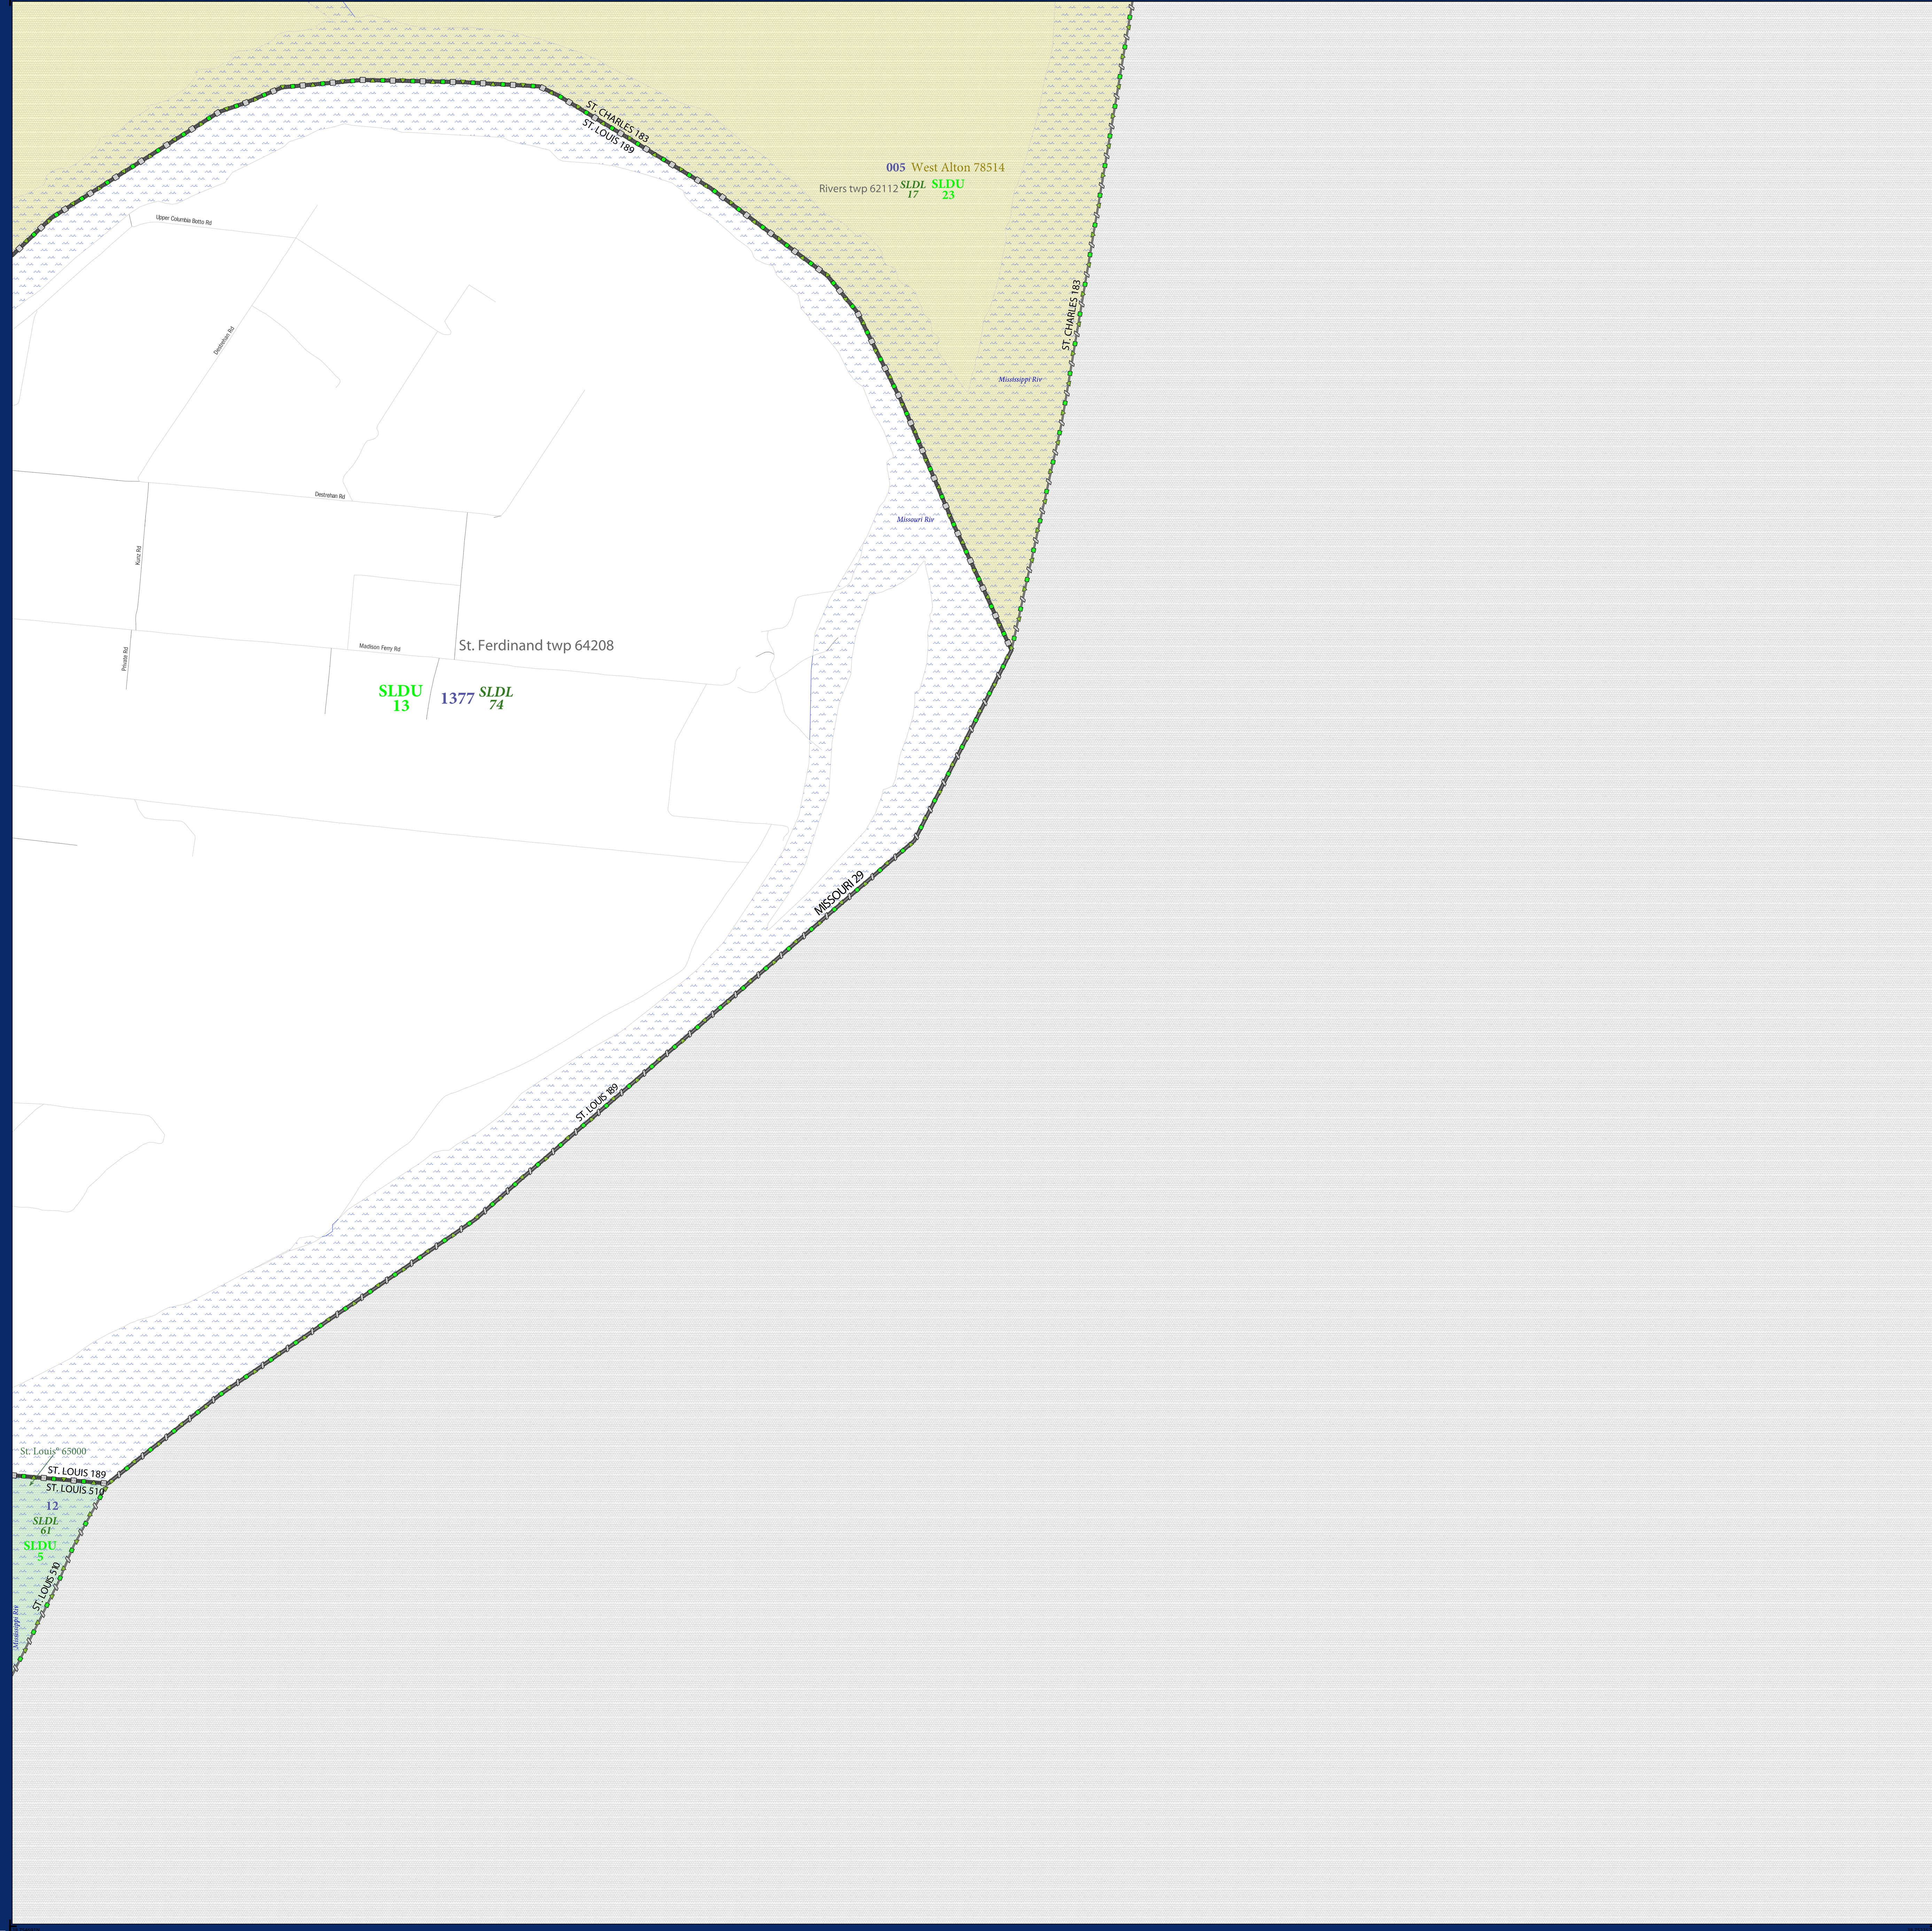 ST. CHARLES 183
ST. LOUIS 189
005 West Alton 78514
Rivers twp 62112 SLDL 17 SLDU 23
Upper Columbia Botto Rd
ST. CHARLES 183
Destrehan Rd
Mississippi Riv
Destrehan Rd
Missouri Riv
Kunz Rd
Madison Ferry Rd
St. Ferdinand twp 64208
Private Rd
SLDU
13
1377 SLDL
74
MISSOURI 29
ST. LOUIS 189
St. Louis° 65000
ST. LOUIS 189
ST. LOUIS 510
12
SLDL
61
SLDU
5
ST. LOUIS 510
Mississippi Riv